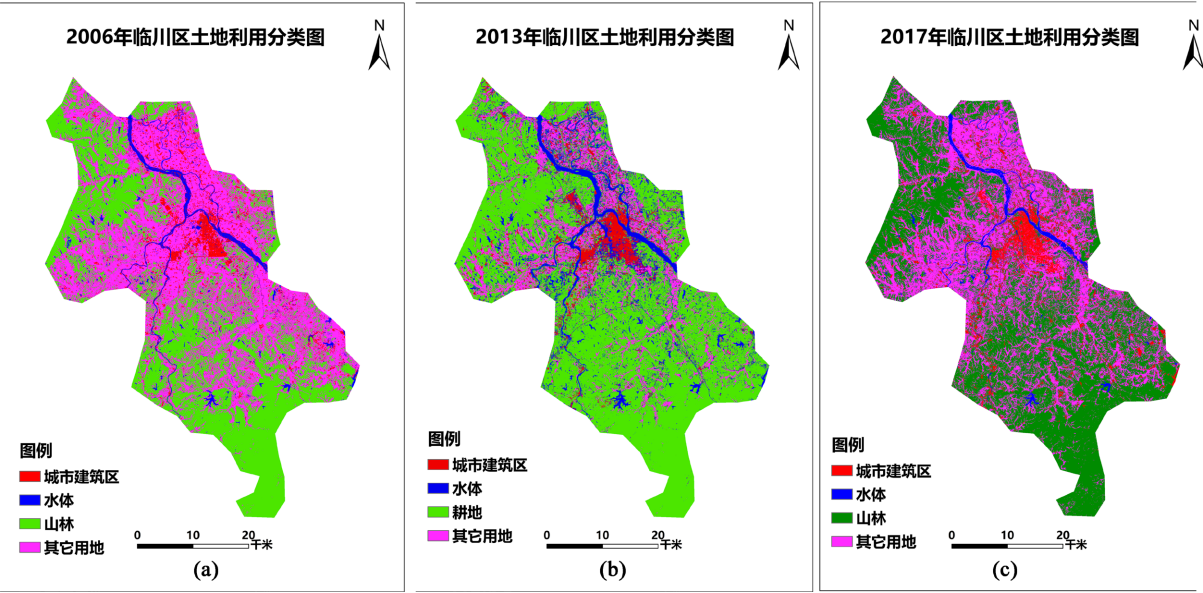 2006年临川区土地利用分类图
N
图例
城市建筑区
水体
山林
其它用地
0 10 20
千米
(a)
2013年临川区土地利用分类图
N
图例
城市建筑区
水体
耕地
其它用地
0 10 20
千米
(b)
2017年临川区土地利用分类图
N
图例
城市建筑区
水体
山林
其它用地
0 10 20
千米
(c)